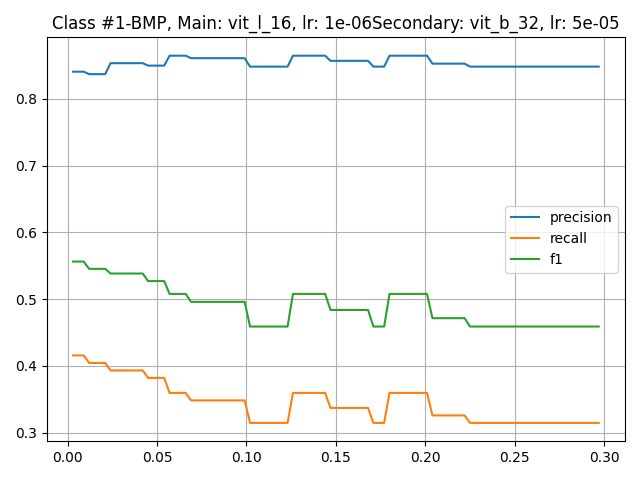 Class #1-BMP, Main: vit_l_16, lr: 1e-06Secondary: vit_b_32, lr: 5e-05
0.8
0.7
0.6
0.5
0.4
0.3
precision
recall
f1
0.00 0.05 0.10 0.15 0.20 0.25 0.30